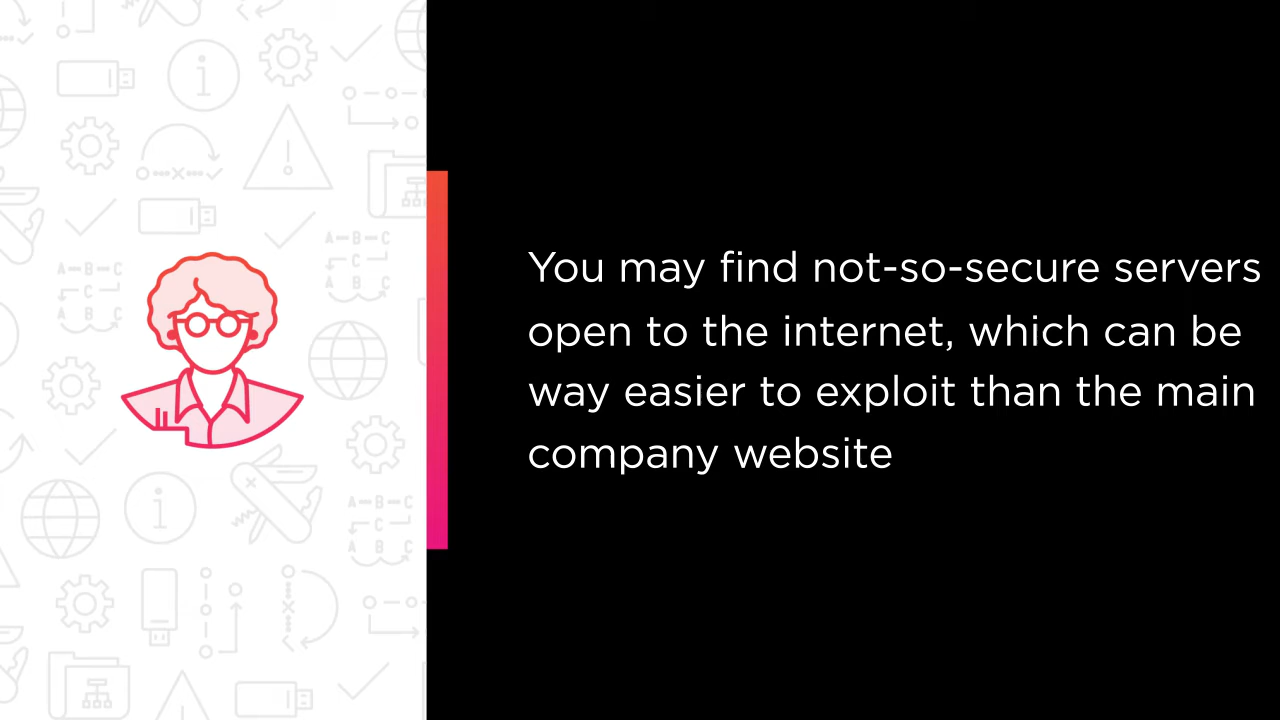 You may find not-so-secure servers
open to the internet, which can be
way easier to exploit than the main
company website